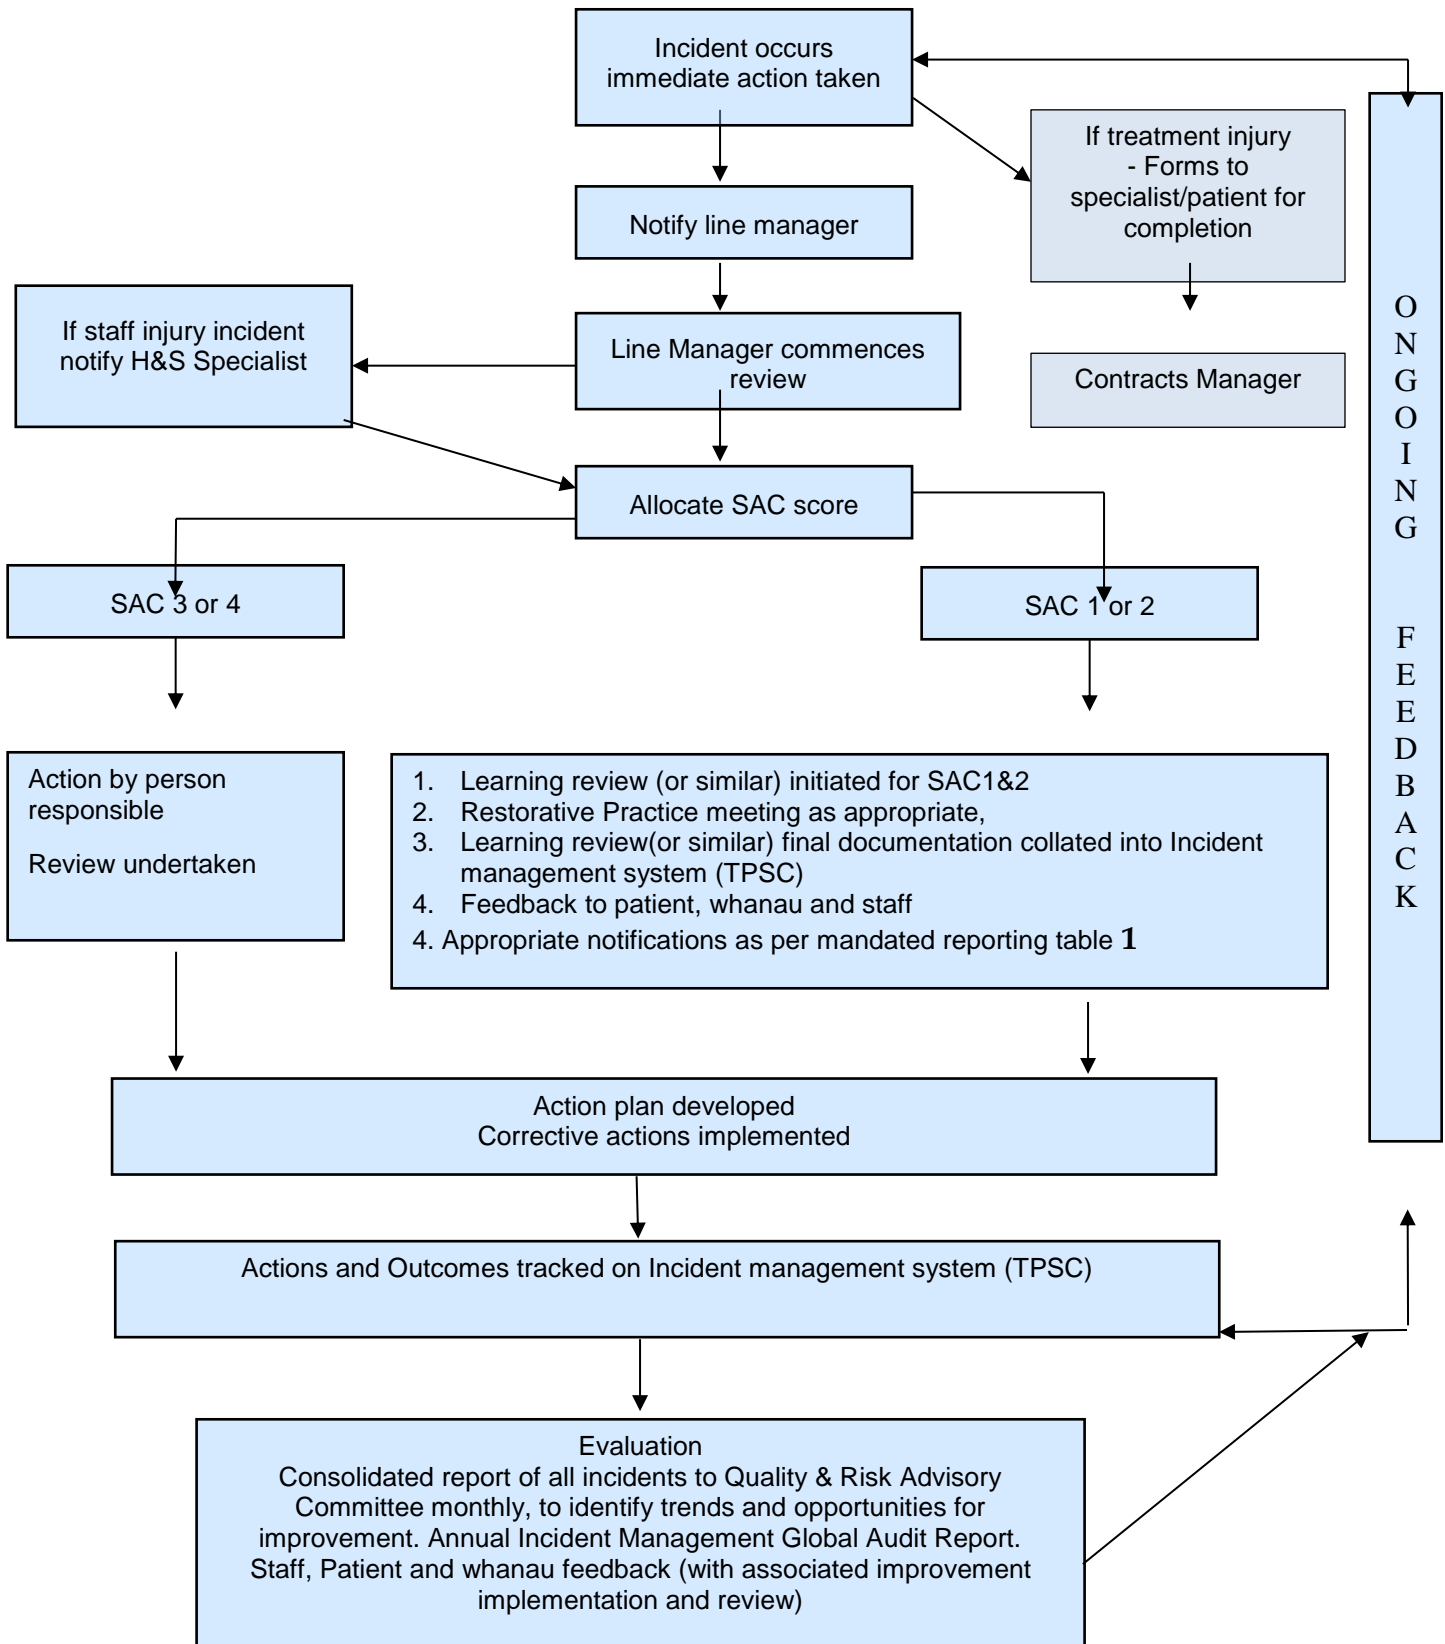 Incident occurs
immediate action taken
If treatment injury
- Forms to
specialist/patient for
completion
Notify line manager
If staff injury incident
notify H&S Specialist
Line Manager commences
review
Contracts Manager
Allocate SAC score
SAC 3 or 4
SAC 1 or 2
Action by person
responsible
Review undertaken
1. Learning review (or similar) initiated for SAC1&2
2. Restorative Practice meeting as appropriate,
3. Learning review(or similar) final documentation collated into Incident
management system (TPSC)
4. Feedback to patient, whanau and staff
4. Appropriate notifications as per mandated reporting table 1
Action plan developed
Corrective actions implemented
Actions and Outcomes tracked on Incident management system (TPSC)
Evaluation
Consolidated report of all incidents to Quality & Risk Advisory
Committee monthly, to identify trends and opportunities for
improvement. Annual Incident Management Global Audit Report.
Staff, Patient and whanau feedback (with associated improvement
implementation and review)
O
N
G
O
I
N
G
F
E
E
D
B
A
C
K